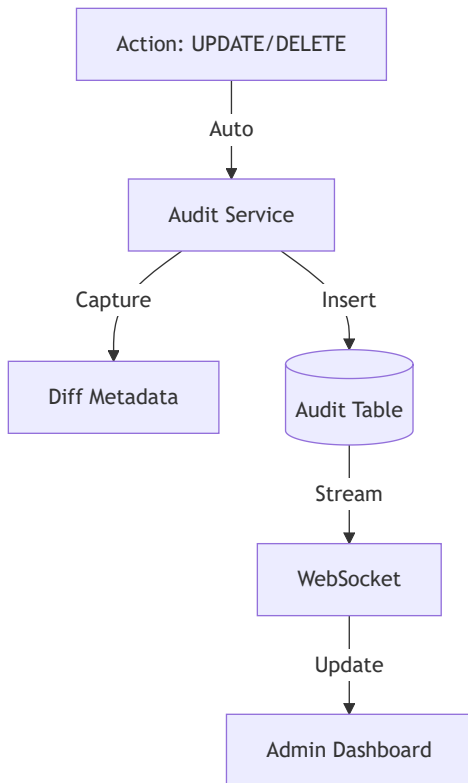 Action: UPDATE/DELETE
Auto
Audit Service
Capture
Insert
Diff Metadata
Audit Table
Stream
WebSocket
Update
Admin Dashboard